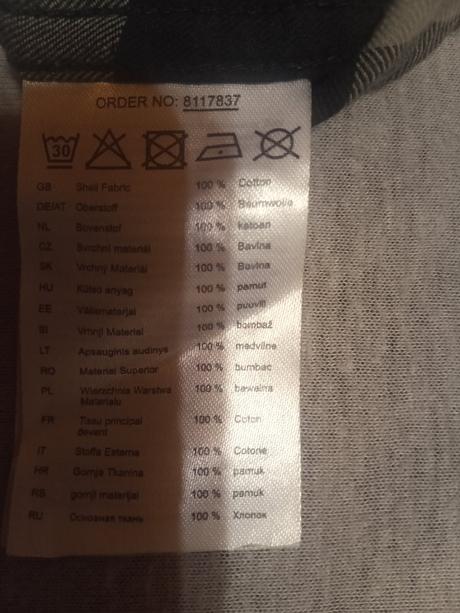 ORDER NO: 8117837
30
GB Shell Fabric 100 % Cotton
DE/AT Oberstoff 100 % Baumwolle
NL Bovenstof 100 % katoen
CZ Svrchní materiál 100 % Bavlna
SK Vrchný Materiál 100 % Bavlna
HU Külső anyag 100 % pamut
EE Välismaterjal 100 % puuvill
SI Vrhnji Material 100 % bombaž
LT Apsauginis audinys 100 % medvilnė
RO Material Superior 100 % bumbac
PL Wierzchnia Warstwa 100 % bawełna
Materiału
FR Tissu principal 100 % Coton
devant
IT Stoffa Esterna 100 % Cotone
HR Gornja Tkanina 100 % pamuk
RS gornji materijal 100 % pamuk
RU Основная ткань 100 % Хлопок